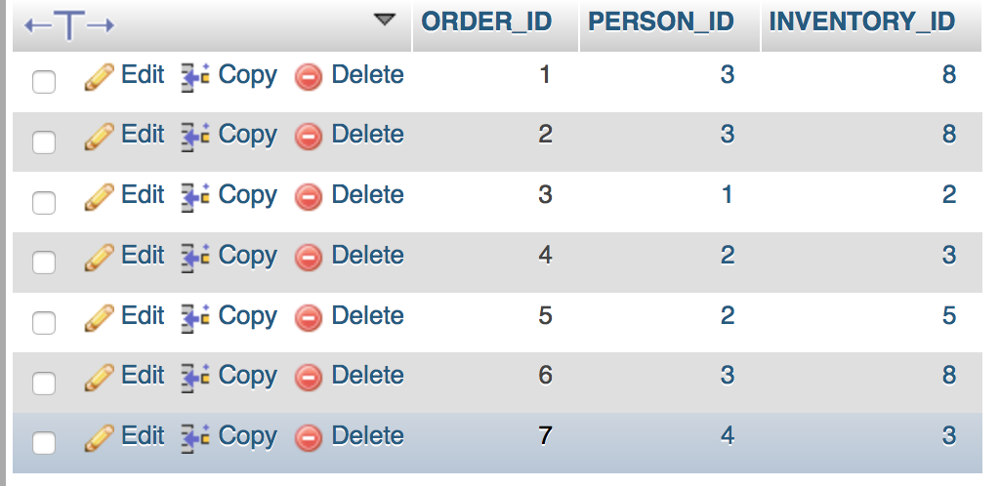 ORDER_ID PERSON_ID INVENTORY_ID
Edit Copy Delete 1 3 8
Edit Copy Delete 2 3 8
Edit Copy Delete 3 1 2
Edit Copy Delete 4 2 3
Edit Copy Delete 5 2 5
Edit Copy Delete 6 3 8
Edit Copy Delete 7 4 3